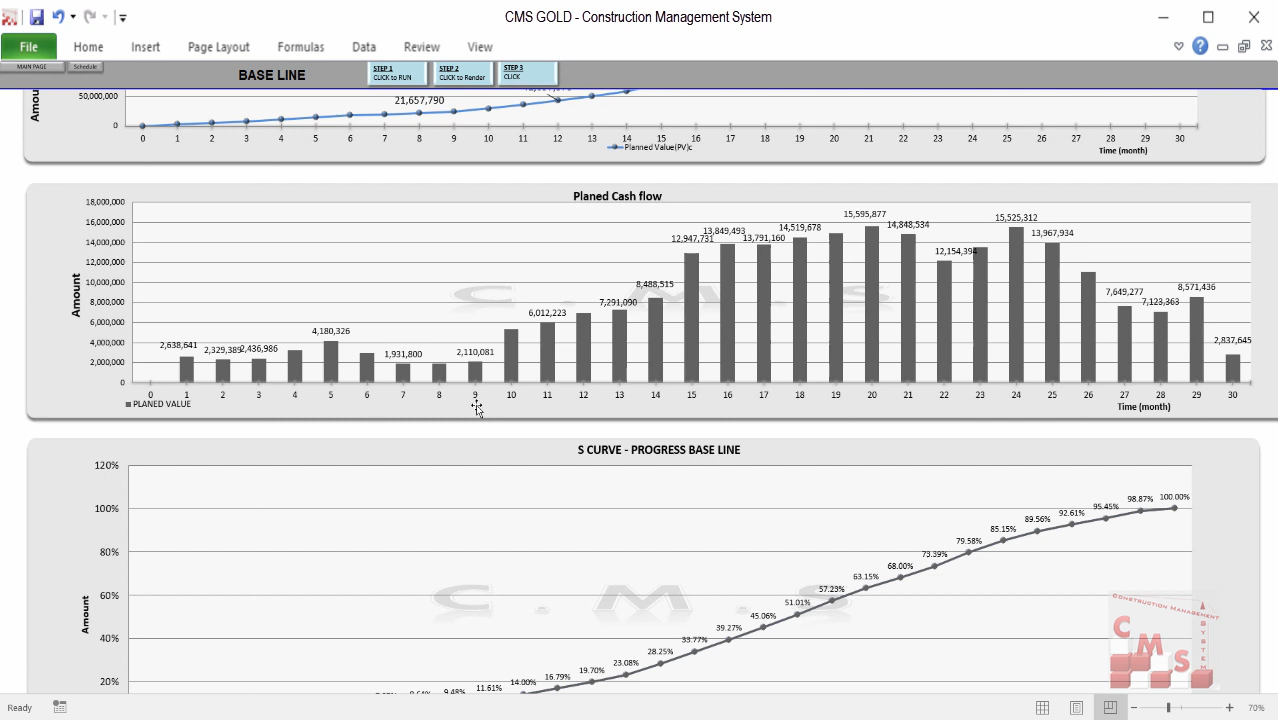 CMS GOLD - Construction Management System
File Home Insert Page Layout Formulas Data Review View
MAIN PAGE Schedule
BASE LINE
STEP 1
CLICK to RUN
STEP 2
CLICK to Render
STEP 3
CLICK
Amou
50,000,000
21,657,790
0
0 1 2 3 4 5 6 7 8 9 10 11 12 13 14 15 16 17 18 19 20 21 22 23 24 25 26 27 28 29 30
Planned Value(PV)c
Time (month)
Planed Cash flow
Amount
18,000,000
16,000,000
14,000,000
12,000,000
10,000,000
8,000,000
6,000,000
4,000,000
2,000,000
0
2,638,641 2,329,389 2,436,986 4,180,326 1,931,800 2,110,081 6,012,223 7,291,090 8,488,515 12,947,731 13,849,493 13,791,160 14,519,678 15,595,877 14,848,534 12,154,394 15,525,312 13,967,934 7,649,277 7,123,363 8,571,436 2,837,645
C . M . S
0 1 2 3 4 5 6 7 8 9 10 11 12 13 14 15 16 17 18 19 20 21 22 23 24 25 26 27 28 29 30
PLANED VALUE
Time (month)
S CURVE - PROGRESS BASE LINE
Amount
120%
100%
80%
60%
40%
20%
9.48% 11.61% 14.00% 16.79% 19.70% 23.08% 28.25% 33.77% 39.27% 45.06% 51.01% 57.23% 63.15% 68.00% 73.39% 79.58% 85.15% 89.56% 92.61% 95.45% 98.87% 100.00%
C . M . S
CONSTRUCTION MANAGEMENT
SYSTEM
C M S
Ready
70%